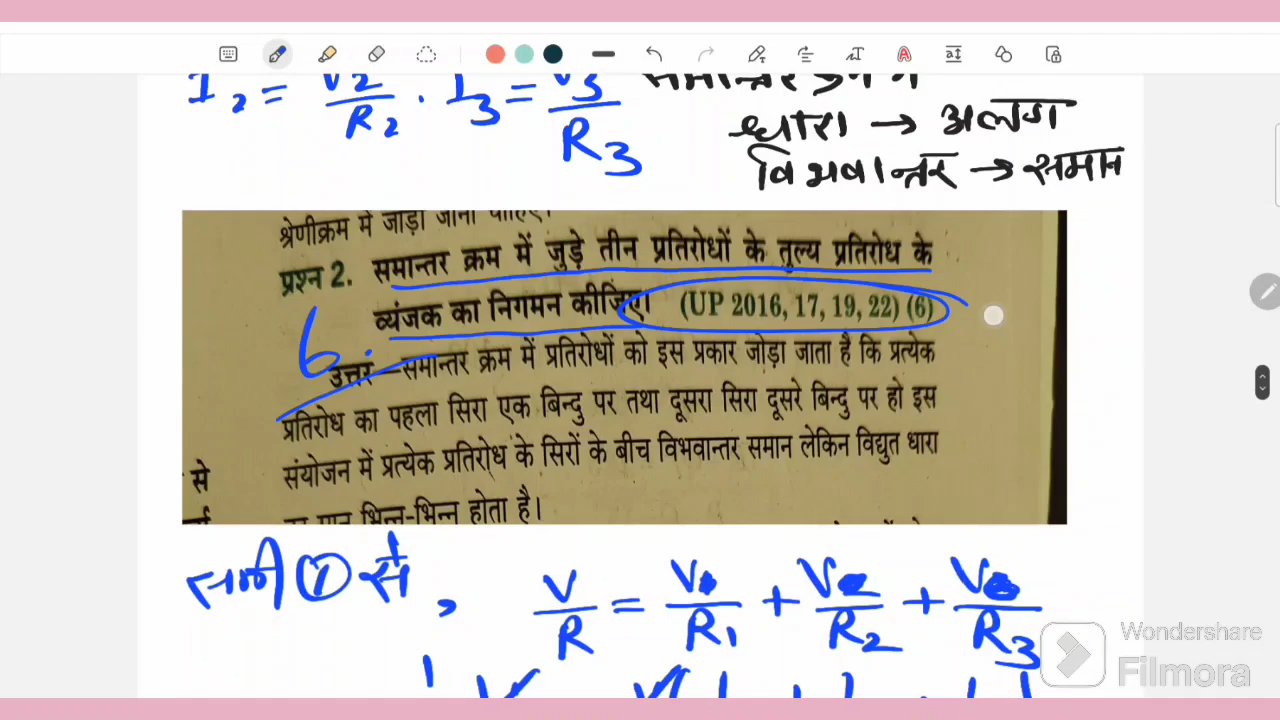 I₂ = V₂/R₂ . I₃ = V₃/R₃
धारा → अलग
विभवान्तर → समान
श्रेणीक्रम में जोड़ा जाना चाहिए।
प्रश्न 2. समान्तर क्रम में जुड़े तीन प्रतिरोधों के तुल्य प्रतिरोध के
व्यंजक का निगमन कीजिए। (UP 2016, 17, 19, 22) (6)
6.
उत्तर—समान्तर क्रम में प्रतिरोधों को इस प्रकार जोड़ा जाता है कि प्रत्येक
प्रतिरोध का पहला सिरा एक बिन्दु पर तथा दूसरा सिरा दूसरे बिन्दु पर हो इस
संयोजन में प्रत्येक प्रतिरोध के सिरों के बीच विभवान्तर समान लेकिन विद्युत धारा
से
मान भिन्न-भिन्न होता है।
समी ① से, V/R = V/R₁ + V/R₂ + V/R₃
Wondershare
Filmora